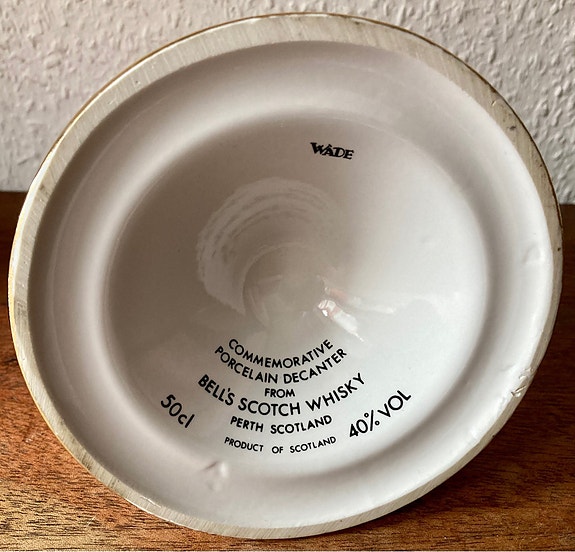 WADE
COMMEMORATIVE
PORCELAIN DECANTER
FROM
BELL'S SCOTCH WHISKY
PERTH SCOTLAND
50cl PRODUCT OF SCOTLAND 40% VOL